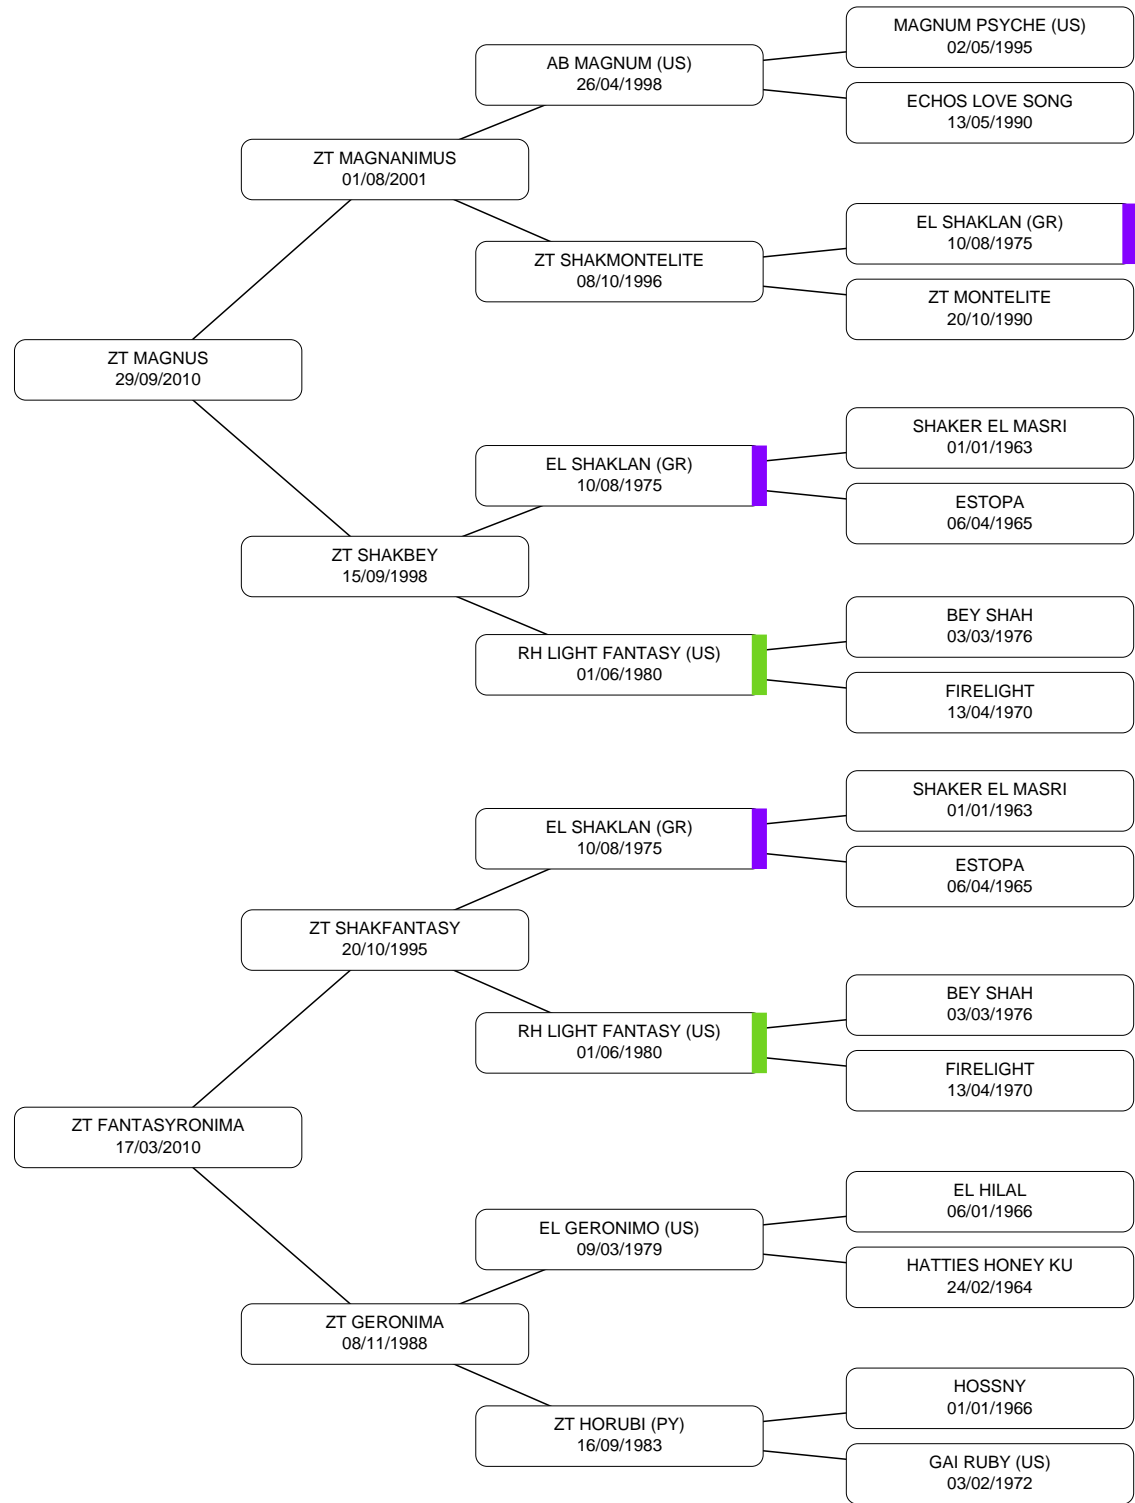 MAGNUM PSYCHE (US)
02/05/1995
AB MAGNUM (US)
26/04/1998
ECHOS LOVE SONG
13/05/1990
ZT MAGNANIMUS
01/08/2001
EL SHAKLAN (GR)
10/08/1975
ZT SHAKMONTELITE
08/10/1996
ZT MONTELITE
20/10/1990
ZT MAGNUS
29/09/2010
SHAKER EL MASRI
01/01/1963
EL SHAKLAN (GR)
10/08/1975
ESTOPA
06/04/1965
ZT SHAKBEY
15/09/1998
BEY SHAH
03/03/1976
RH LIGHT FANTASY (US)
01/06/1980
FIRELIGHT
13/04/1970
SHAKER EL MASRI
01/01/1963
EL SHAKLAN (GR)
10/08/1975
ESTOPA
06/04/1965
ZT SHAKFANTASY
20/10/1995
BEY SHAH
03/03/1976
RH LIGHT FANTASY (US)
01/06/1980
FIRELIGHT
13/04/1970
ZT FANTASYRONIMA
17/03/2010
EL HILAL
06/01/1966
EL GERONIMO (US)
09/03/1979
HATTIES HONEY KU
24/02/1964
ZT GERONIMA
08/11/1988
HOSSNY
01/01/1966
ZT HORUBI (PY)
16/09/1983
GAI RUBY (US)
03/02/1972